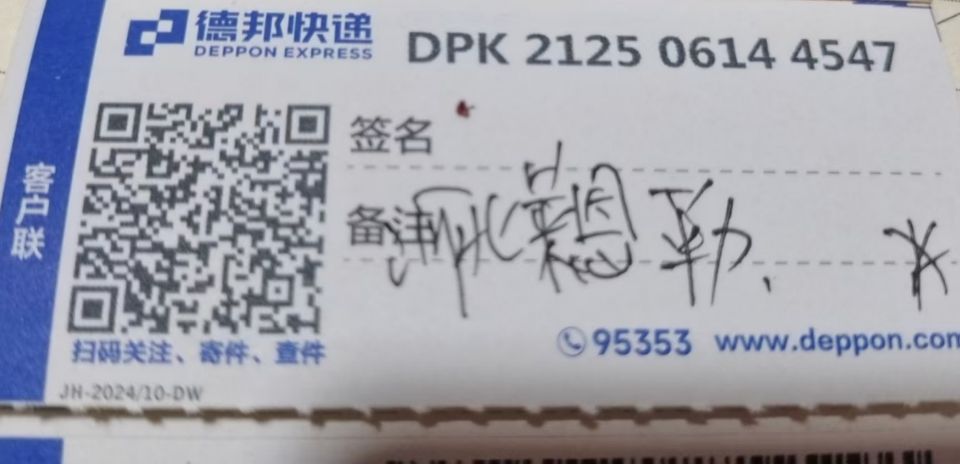 德邦快递
DEPPON EXPRESS
DPK 2125 0614 4547
客户联
签名
备注
扫码关注、寄件、查件
95353 www.deppon.com
JH-2024/10-DW